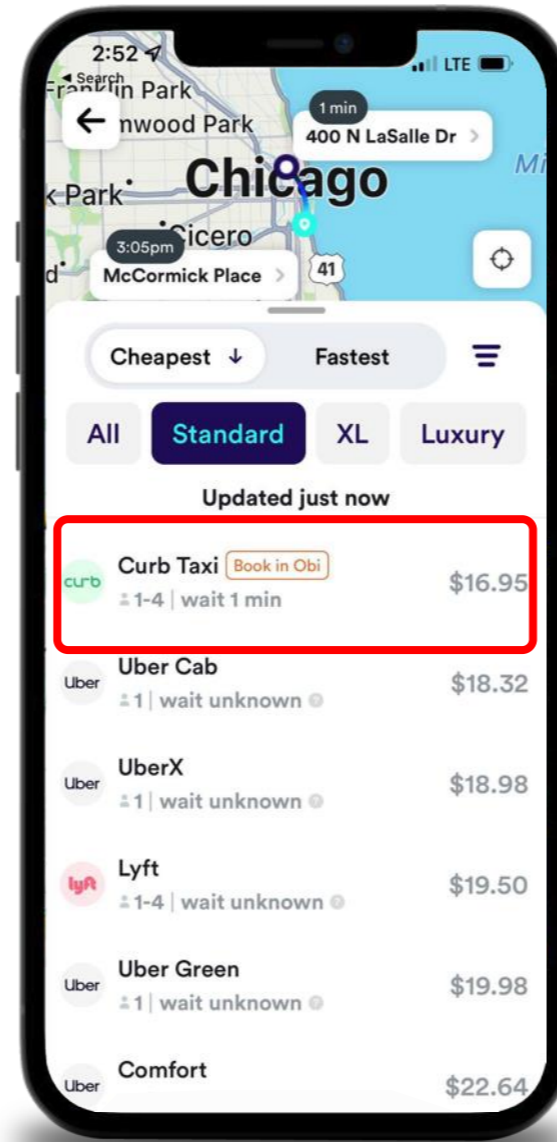 2:52
Search
Franklin Park
mwood Park
1 min
400 N LaSalle Dr
Chicago
Mi
k Park
Cicero
3:05pm
d
McCormick Place
41
Cheapest ↓
Fastest
All
Standard
XL
Luxury
Updated just now
curb
Curb Taxi Book in Obi
1-4 | wait 1 min
$16.95
Uber
Uber Cab
1 | wait unknown ?
$18.32
Uber
UberX
1 | wait unknown ?
$18.98
lyft
Lyft
1-4 | wait unknown ?
$19.50
Uber
Uber Green
1 | wait unknown ?
$19.98
Uber
Comfort
$22.64
LTE